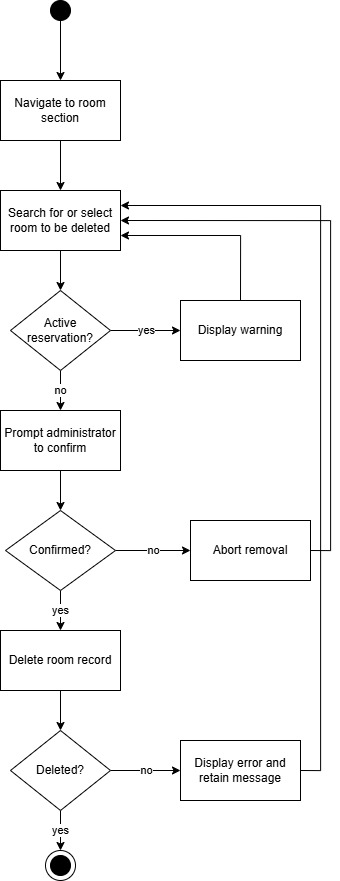 Navigate to room
section
Search for or select
room to be deleted
Active
reservation?
yes
Display warning
no
Prompt administrator
to confirm
Confirmed?
no
Abort removal
yes
Delete room record
Deleted?
no
Display error and
retain message
yes